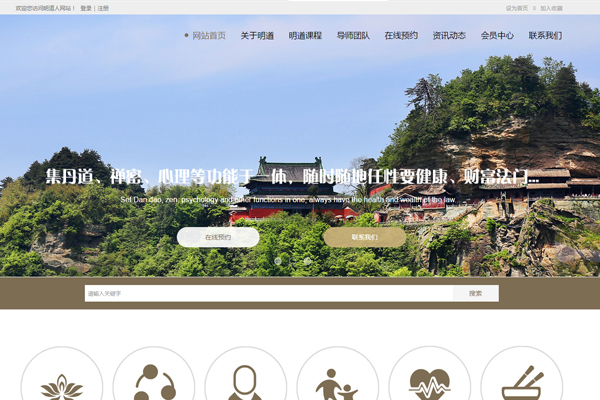 欢迎您访问明道人网站！ 登录 | 注册
设为首页 加入收藏
网站首页 关于明道 明道课程 导师团队 在线预约 资讯动态 会员中心 联系我们
集丹道、禅密、心理等功能于一体，随时随地任性要健康、财富法门...
Set Dan dao, zen, psychology and other functions in one, always have the health and wealth of the law...
在线预约 联系我们
请输入关键字 搜索